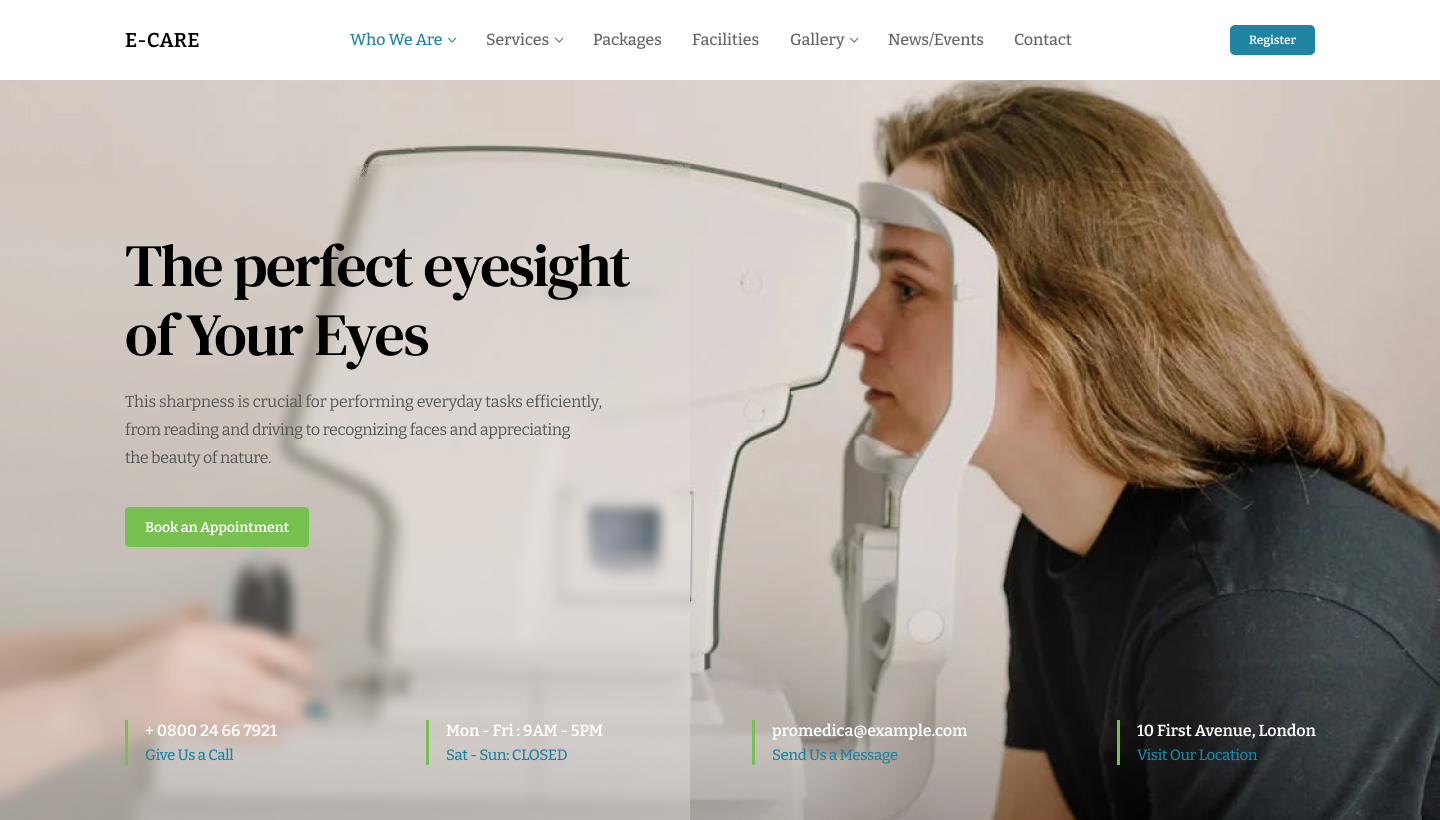 E-CARE
Who We Are
Services
Packages
Facilities
Gallery
News/Events
Contact
Register
The perfect eyesight
of Your Eyes
This sharpness is crucial for performing everyday tasks efficiently,
from reading and driving to recognizing faces and appreciating
the beauty of nature.
Book an Appointment
+ 0800 24 66 7921
Give Us a Call
Mon - Fri : 9AM - 5PM
Sat - Sun: CLOSED
promedica@example.com
Send Us a Message
10 First Avenue, London
Visit Our Location